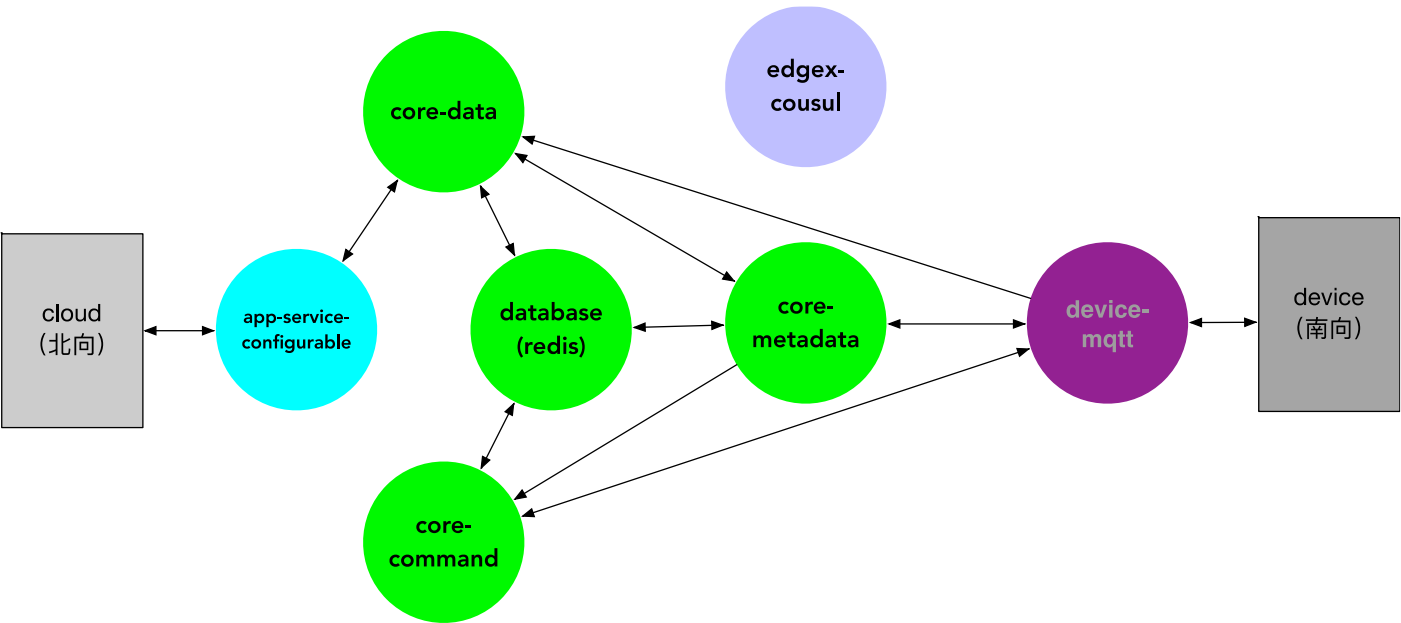 edgex-
cousul
core-data
cloud
（北向）
app-service-
configurable
database
(redis)
core-
metadata
device-
mqtt
device
（南向）
core-
command